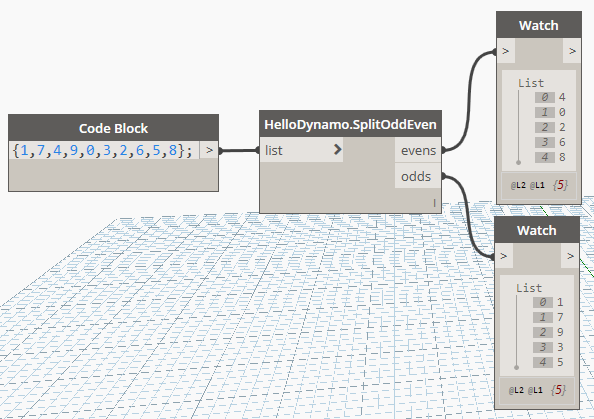 Code Block
{1,7,4,9,0,3,2,6,5,8}; >
HelloDynamo.SplitOddEven
list >
evens
odds
l
Watch
> >
List
0 4
1 0
2 2
3 6
4 8
@L2 @L1 {5}
Watch
> >
List
0 1
1 7
2 9
3 3
4 5
@L2 @L1 {5}